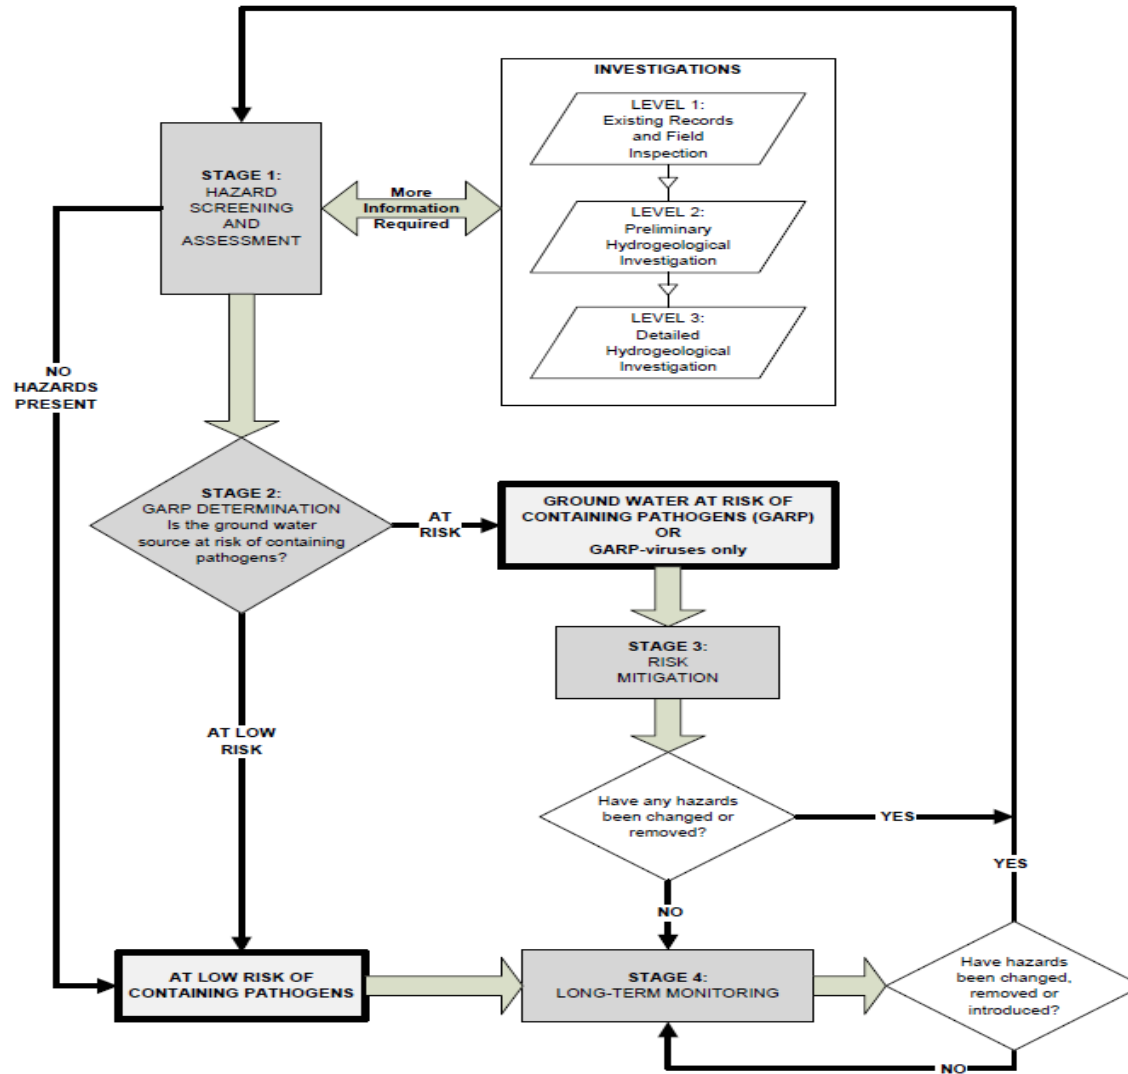 INVESTIGATIONS
LEVEL 1:
Existing Records
and Field
Inspection
STAGE 1:
HAZARD
SCREENING
AND
ASSESSMENT
More
Information
Required
LEVEL 2:
Preliminary
Hydrogeological
Investigation
LEVEL 3:
Detailed
Hydrogeological
Investigation
NO
HAZARDS
PRESENT
STAGE 2:
GARP DETERMINATION
Is the ground water
source at risk of containing
pathogens?
AT
RISK
GROUND WATER AT RISK OF
CONTAINING PATHOGENS (GARP)
OR
GARP-viruses only
STAGE 3:
RISK
MITIGATION
AT LOW
RISK
Have any hazards
been changed or
removed?
YES
YES
NO
AT LOW RISK OF
CONTAINING PATHOGENS
STAGE 4:
LONG-TERM MONITORING
Have hazards
been changed,
removed or
introduced?
NO